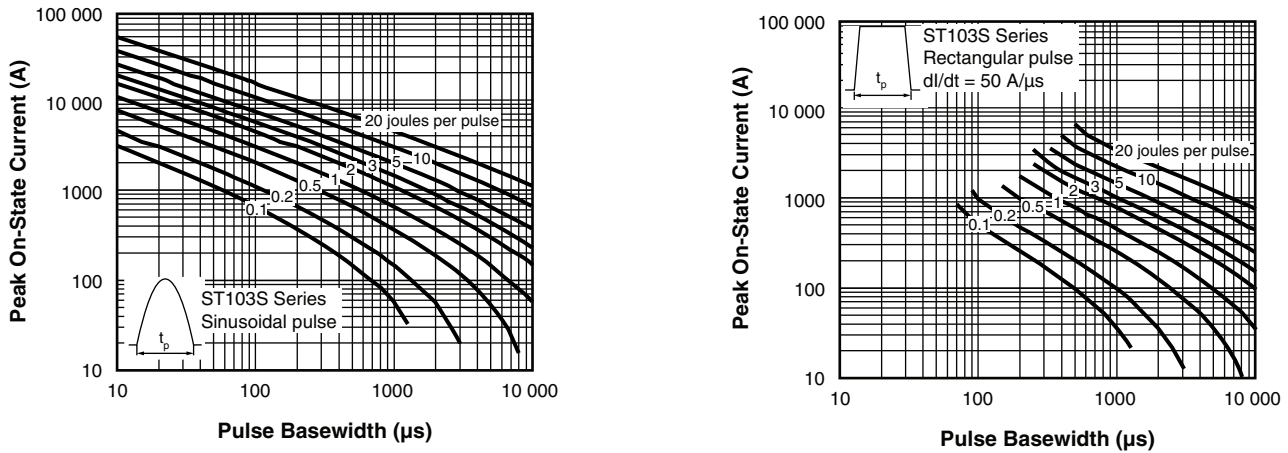 Peak On-State Current (A)
100 000
10 000
1000
100
10
20 joules per pulse
10
5
3
2
1
0.5
0.2
0.1
tp
ST103S Series
Sinusoidal pulse
10
100
1000
10 000
Pulse Basewidth (µs)
Peak On-State Current (A)
100 000
10 000
1000
100
10
tp
ST103S Series
Rectangular pulse
dI/dt = 50 A/µs
20 joules per pulse
10
5
3
2
1
0.5
0.2
0.1
10
100
1000
10 000
Pulse Basewidth (µs)